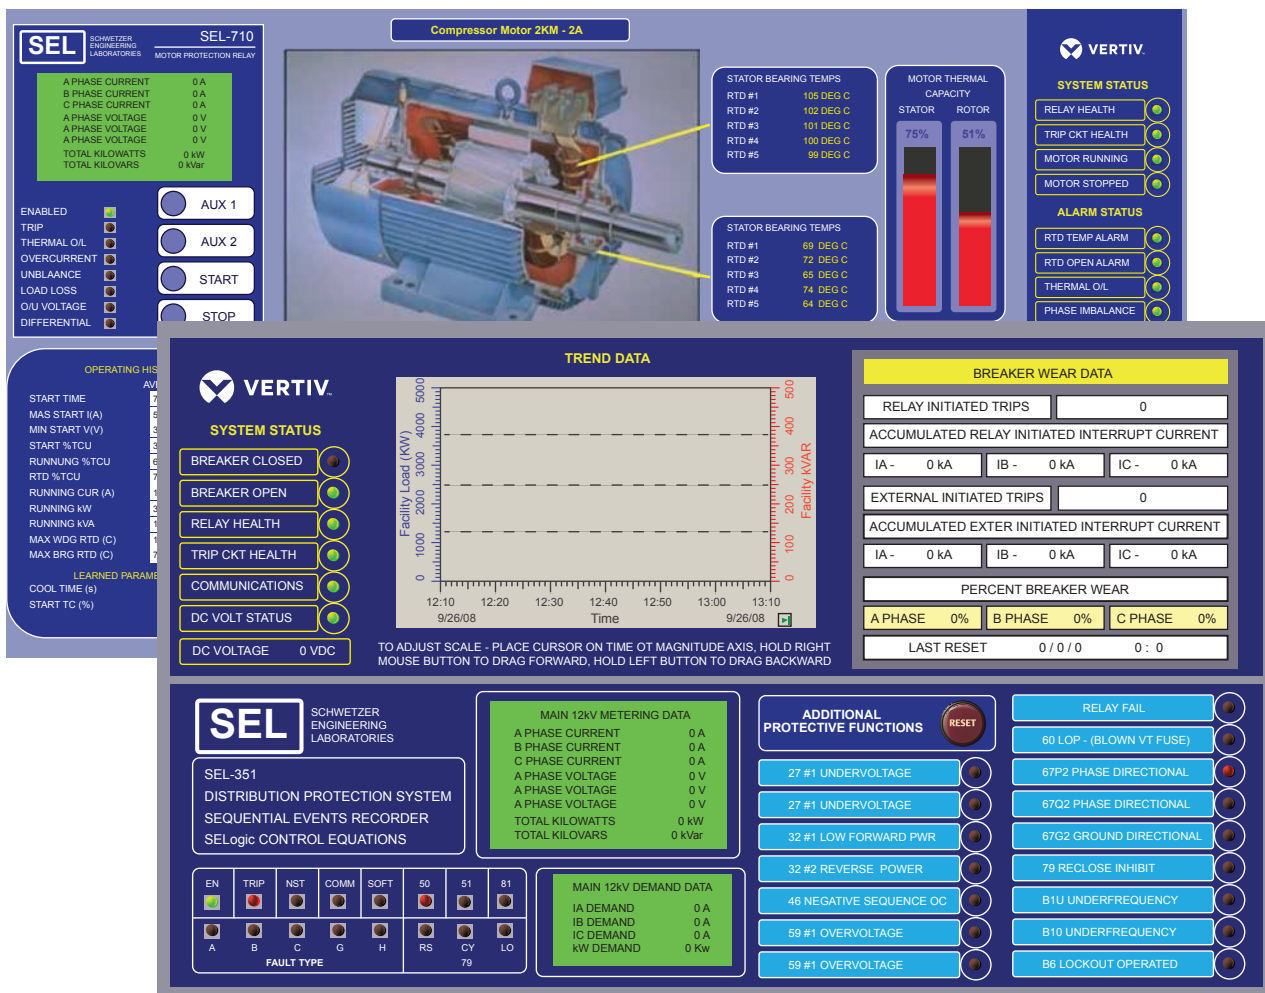 SEL
SCHWETZER
ENGINEERING
LABORATORIES
SEL-710
MOTOR PROTECTION RELAY
A PHASE CURRENT 0 A
B PHASE CURRENT 0 A
C PHASE CURRENT 0 A
A PHASE VOLTAGE 0 V
A PHASE VOLTAGE 0 V
A PHASE VOLTAGE 0 V
TOTAL KILOWATTS 0 kW
TOTAL KILOVARS 0 kVar
ENABLED
TRIP
THERMAL O/L
OVERCURRENT
UNBLAANCE
LOAD LOSS
O/U VOLTAGE
DIFFERENTIAL
AUX 1
AUX 2
START
STOP
Compressor Motor 2KM - 2A
STATOR BEARING TEMPS
RTD #1 105 DEG C
RTD #2 102 DEG C
RTD #3 101 DEG C
RTD #4 100 DEG C
RTD #5 99 DEG C
STATOR BEARING TEMPS
RTD #1 69 DEG C
RTD #2 72 DEG C
RTD #3 65 DEG C
RTD #4 74 DEG C
RTD #5 64 DEG C
MOTOR THERMAL
CAPACITY
STATOR ROTOR
75% 51%
VERTIV.
SYSTEM STATUS
RELAY HEALTH
TRIP CKT HEALTH
MOTOR RUNNING
MOTOR STOPPED
ALARM STATUS
RTD TEMP ALARM
RTD OPEN ALARM
THERMAL O/L
PHASE IMBALANCE
OPERATING HIS
AV
START TIME 7
MAS START I(A) 5
MIN START V(V) 3
START %TCU 3
RUNNUNG %TCU 6
RTD %TCU 7
RUNNING CUR (A) 1
RUNNING kW 3
RUNNING kVA 1
MAX WDG RTD (C) 1
MAX BRG RTD (C) 7
LEARNED PARAME
COOL TIME (s)
START TC (%)
VERTIV™
SYSTEM STATUS
BREAKER CLOSED
BREAKER OPEN
RELAY HEALTH
TRIP CKT HEALTH
COMMUNICATIONS
DC VOLT STATUS
DC VOLTAGE 0 VDC
TREND DATA
Facility Load (KW)
0 1000 2000 3000 4000 5000
Facility kVAR
0 100 200 300 400 500
12:10 12:20 12:30 12:40 12:50 13:00 13:10
9/26/08 Time 9/26/08
TO ADJUST SCALE - PLACE CURSOR ON TIME OT MAGNITUDE AXIS, HOLD RIGHT
MOUSE BUTTON TO DRAG FORWARD, HOLD LEFT BUTTON TO DRAG BACKWARD
BREAKER WEAR DATA
RELAY INITIATED TRIPS 0
ACCUMULATED RELAY INITIATED INTERRUPT CURRENT
IA - 0 kA IB - 0 kA IC - 0 kA
EXTERNAL INITIATED TRIPS 0
ACCUMULATED EXTER INITIATED INTERRUPT CURRENT
IA - 0 kA IB - 0 kA IC - 0 kA
PERCENT BREAKER WEAR
A PHASE 0% B PHASE 0% C PHASE 0%
LAST RESET 0 / 0 / 0 0 : 0
SEL
SCHWETZER
ENGINEERING
LABORATORIES
SEL-351
DISTRIBUTION PROTECTION SYSTEM
SEQUENTIAL EVENTS RECORDER
SELogic CONTROL EQUATIONS
EN TRIP NST COMM SOFT 50 51 81
A B C G H RS CY LO
FAULT TYPE 79
MAIN 12kV METERING DATA
A PHASE CURRENT 0 A
B PHASE CURRENT 0 A
C PHASE CURRENT 0 A
A PHASE VOLTAGE 0 V
A PHASE VOLTAGE 0 V
A PHASE VOLTAGE 0 V
TOTAL KILOWATTS 0 kW
TOTAL KILOVARS 0 kVar
MAIN 12kV DEMAND DATA
IA DEMAND 0 A
IB DEMAND 0 A
IC DEMAND 0 A
kW DEMAND 0 Kw
ADDITIONAL
PROTECTIVE FUNCTIONS
RESET
27 #1 UNDERVOLTAGE
27 #1 UNDERVOLTAGE
32 #1 LOW FORWARD PWR
32 #2 REVERSE POWER
46 NEGATIVE SEQUENCE OC
59 #1 OVERVOLTAGE
59 #1 OVERVOLTAGE
RELAY FAIL
60 LOP - (BLOWN VT FUSE)
67P2 PHASE DIRECTIONAL
67Q2 PHASE DIRECTIONAL
67G2 GROUND DIRECTIONAL
79 RECLOSE INHIBIT
B1U UNDERFREQUENCY
B10 UNDERFREQUENCY
B6 LOCKOUT OPERATED